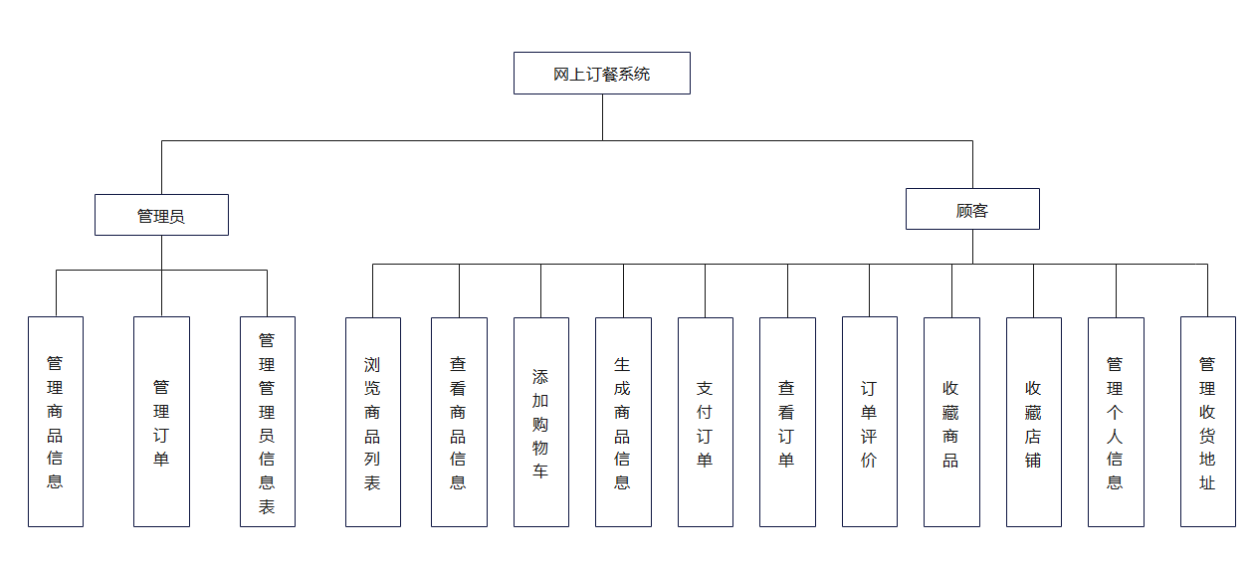 网上订餐系统
管理员
顾客
管理商品信息
管理订单
管理管理员信息表
浏览商品列表
查看商品信息
添加购物车
生成商品信息
支付订单
查看订单
订单评价
收藏商品
收藏店铺
管理个人信息
管理收货地址